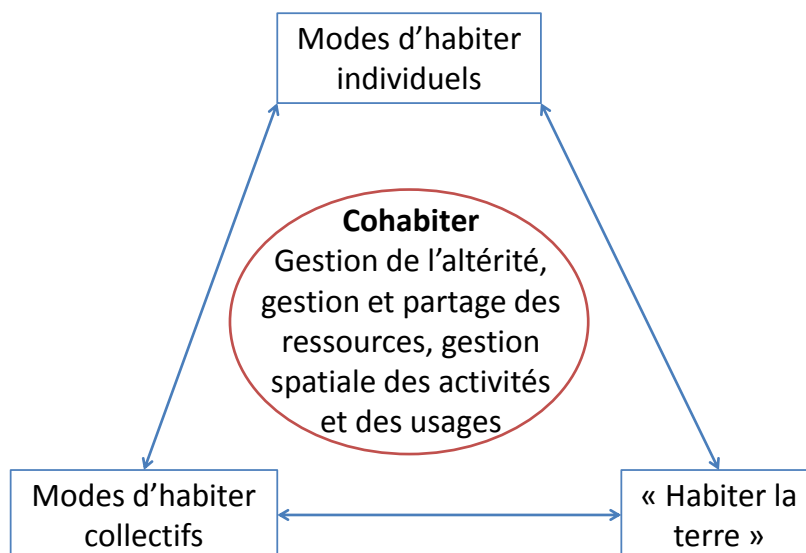 Modes d’habiter
individuels
Cohabiter
Gestion de l’altérité,
gestion et partage des
ressources, gestion
spatiale des activités
et des usages
Modes d’habiter
collectifs
« Habiter la
terre »